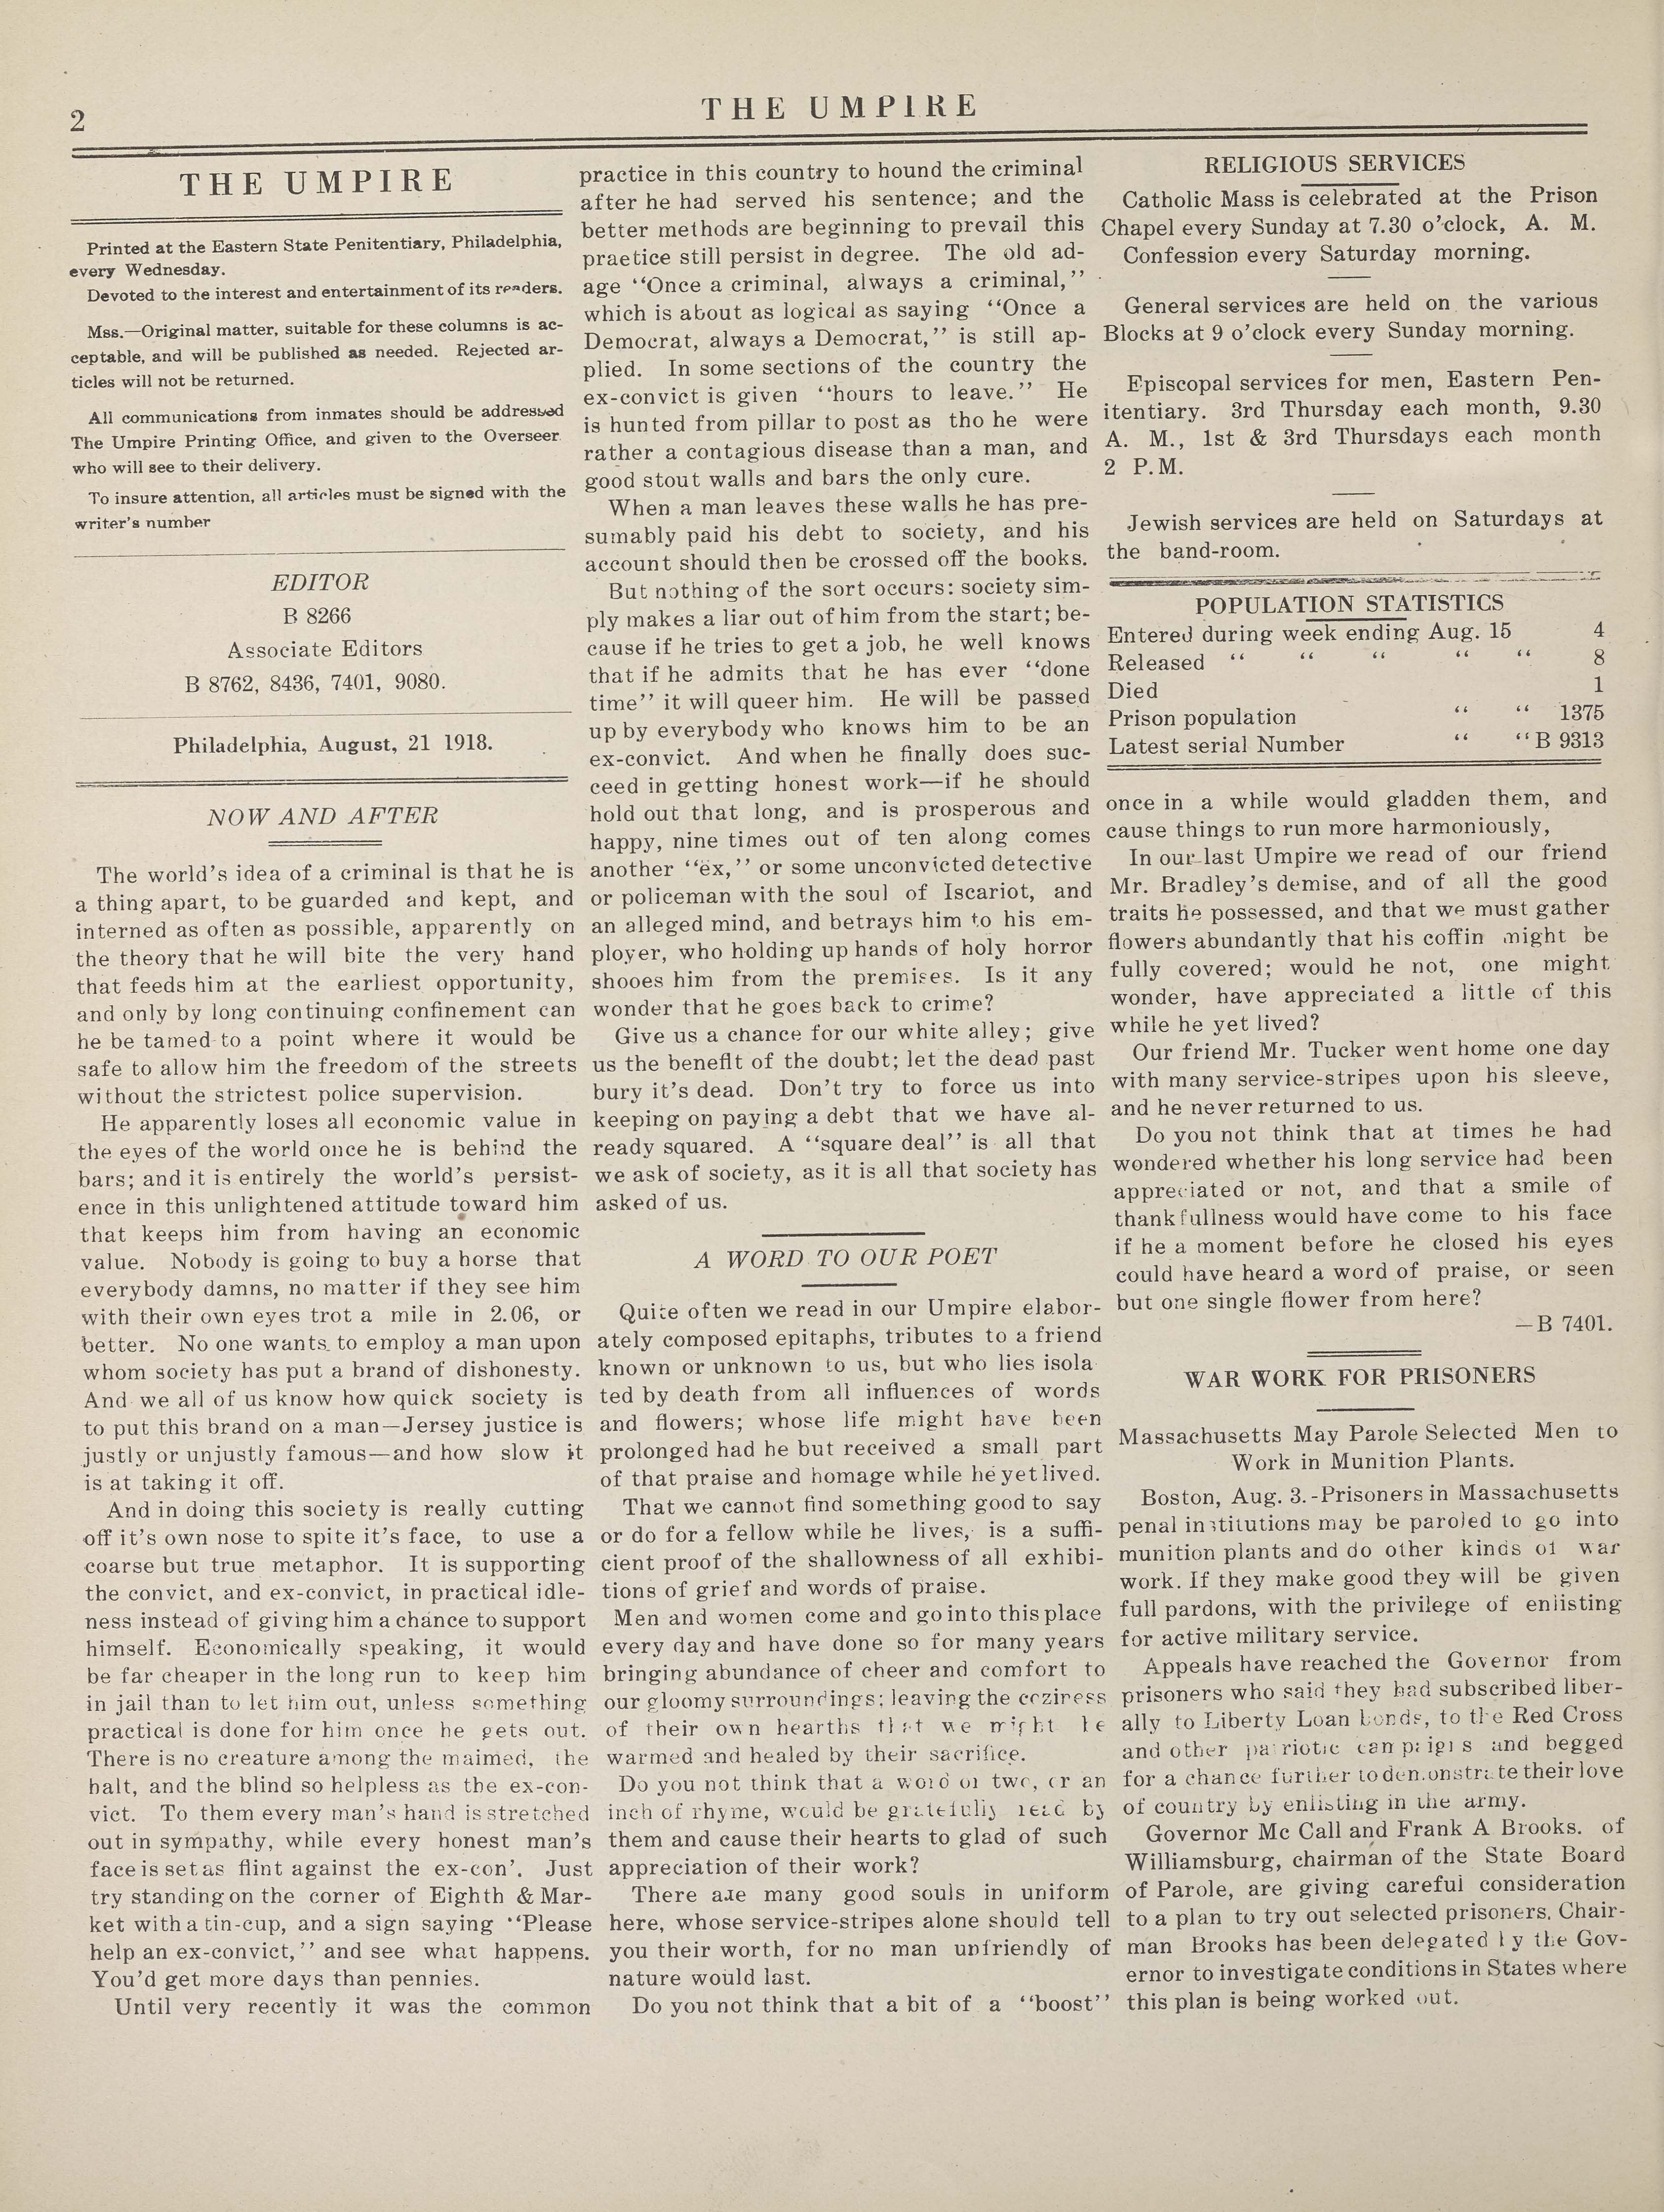 2
THE UMPIRE
THE UMPIRE
Printed at the Eastern State Penitentiary, Philadelphia,
every Wednesday.
Devoted to the interest and entertainment of its readers.
Mss.—Original matter, suitable for these columns is ac-
ceptable, and will be published as needed. Rejected ar-
ticles will not be returned.
All communications from inmates should be addressed
The Umpire Printing Office, and given to the Overseer
who will see to their delivery.
To insure attention, all articles must be signed with the
writer's number
EDITOR
B 8266
Associate Editors
B 8762, 8436, 7401, 9080.
Philadelphia, August, 21 1918.
NOW AND AFTER
The world's idea of a criminal is that he is
a thing apart, to be guarded and kept, and
interned as often as possible, apparently on
the theory that he will bite the very hand
that feeds him at the earliest opportunity,
and only by long continuing confinement can
he be tamed to a point where it would be
safe to allow him the freedom of the streets
without the strictest police supervision.
He apparently loses all economic value in
the eyes of the world once he is behind the
bars; and it is entirely the world's persist-
ence in this unlightened attitude toward him
that keeps him from having an economic
value. Nobody is going to buy a horse that
everybody damns, no matter if they see him
with their own eyes trot a mile in 2.06, or
better. No one wants to employ a man upon
whom society has put a brand of dishonesty.
And we all of us know how quick society is
to put this brand on a man—Jersey justice is
justly or unjustly famous—and how slow it
is at taking it off.
And in doing this society is really cutting
off it's own nose to spite it's face, to use a
coarse but true metaphor. It is supporting
the convict, and ex-convict, in practical idle-
ness instead of giving him a chance to support
himself. Economically speaking, it would
be far cheaper in the long run to keep him
in jail than to let him out, unless something
practical is done for him once he gets out.
There is no creature among the maimed, the
halt, and the blind so helpless as the ex-con-
vict. To them every man's hand is stretched
out in sympathy, while every honest man's
face is set as flint against the ex-con'. Just
try standing on the corner of Eighth & Mar-
ket with a tin-cup, and a sign saying "Please
help an ex-convict," and see what happens.
You'd get more days than pennies.
Until very recently it was the common
practice in this country to hound the criminal
after he had served his sentence; and the
better methods are beginning to prevail this
praetice still persist in degree. The old ad-
age "Once a criminal, always a criminal,"
which is about as logical as saying "Once a
Democrat, always a Democrat," is still ap-
plied. In some sections of the country the
ex-convict is given "hours to leave." He
is hunted from pillar to post as tho he were
rather a contagious disease than a man, and
good stout walls and bars the only cure.
When a man leaves these walls he has pre-
sumably paid his debt to society, and his
account should then be crossed off the books.
But nothing of the sort occurs: society sim-
ply makes a liar out of him from the start; be-
cause if he tries to get a job, he well knows
that if he admits that he has ever "done
time" it will queer him. He will be passed
up by everybody who knows him to be an
ex-convict. And when he finally does suc-
ceed in getting honest work—if he should
hold out that long, and is prosperous and
happy, nine times out of ten along comes
another "ex," or some unconvicted detective
or policeman with the soul of Iscariot, and
an alleged mind, and betrays him to his em-
ployer, who holding up hands of holy horror
shooes him from the premises. Is it any
wonder that he goes back to crime?
Give us a chance for our white alley; give
us the benefit of the doubt; let the dead past
bury it's dead. Don't try to force us into
keeping on paying a debt that we have al-
ready squared. A "square deal" is all that
we ask of society, as it is all that society has
asked of us.
A WORD TO OUR POET
Quite often we read in our Umpire elabor-
ately composed epitaphs, tributes to a friend
known or unknown to us, but who lies isola
ted by death from all influences of words
and flowers; whose life might have been
prolonged had he but received a small part
of that praise and homage while he yet lived.
That we cannot find something good to say
or do for a fellow while he lives, is a suffi-
cient proof of the shallowness of all exhibi-
tions of grief and words of praise.
Men and women come and go into this place
every day and have done so for many years
bringing abundance of cheer and comfort to
our gloomy surroundings; leaving the coziness
of their own hearths that we might be
warmed and healed by their sacrifice.
Do you not think that a word or two, or an
inch of rhyme, would be gratefully read by
them and cause their hearts to glad of such
appreciation of their work?
There are many good souls in uniform
here, whose service-stripes alone should tell
you their worth, for no man unfriendly of
nature would last.
Do you not think that a bit of a "boost"
RELIGIOUS SERVICES
Catholic Mass is celebrated at the Prison
Chapel every Sunday at 7.30 o'clock, A. M.
Confession every Saturday morning.
General services are held on the various
Blocks at 9 o'clock every Sunday morning.
Episcopal services for men, Eastern Pen-
itentiary. 3rd Thursday each month, 9.30
A. M., 1st & 3rd Thursdays each month
2 P.M.
Jewish services are held on Saturdays at
the band-room.
POPULATION STATISTICS
Entered during week ending Aug. 15 4
Released " " " " " 8
Died 1
Prison population " " 1375
Latest serial Number " " B 9313
once in a while would gladden them, and
cause things to run more harmoniously,
In our last Umpire we read of our friend
Mr. Bradley's demise, and of all the good
traits he possessed, and that we must gather
flowers abundantly that his coffin might be
fully covered; would he not, one might
wonder, have appreciated a little of this
while he yet lived?
Our friend Mr. Tucker went home one day
with many service-stripes upon his sleeve,
and he never returned to us.
Do you not think that at times he had
wondered whether his long service had been
appreciated or not, and that a smile of
thankfullness would have come to his face
if he a moment before he closed his eyes
could have heard a word of praise, or seen
but one single flower from here?
—B 7401.
WAR WORK FOR PRISONERS
Massachusetts May Parole Selected Men to
Work in Munition Plants.
Boston, Aug. 3.-Prisoners in Massachusetts
penal institutions may be paroled to go into
munition plants and do other kinds of war
work. If they make good they will be given
full pardons, with the privilege of enlisting
for active military service.
Appeals have reached the Governor from
prisoners who said they had subscribed liber-
ally to Liberty Loan bonds, to the Red Cross
and other patriotic campaigns and begged
for a chance further to demonstrate their love
of country by enlisting in the army.
Governor Mc Call and Frank A Brooks. of
Williamsburg, chairman of the State Board
of Parole, are giving careful consideration
to a plan to try out selected prisoners. Chair-
man Brooks has been delegated by the Gov-
ernor to investigate conditions in States where
this plan is being worked out.